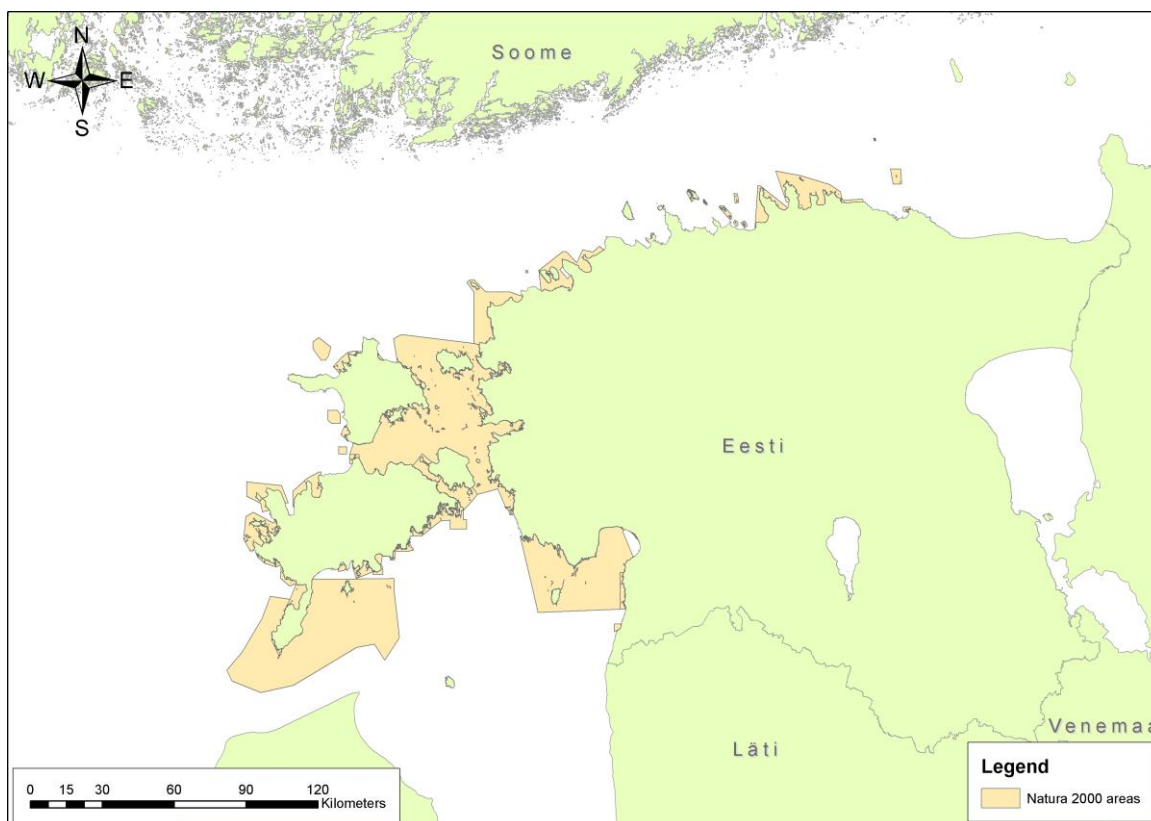 N
W E
S
Soome
Eesti
Läti
Venemaa
Legend
Natura 2000 areas
0 15 30 60 90 120
Kilometers